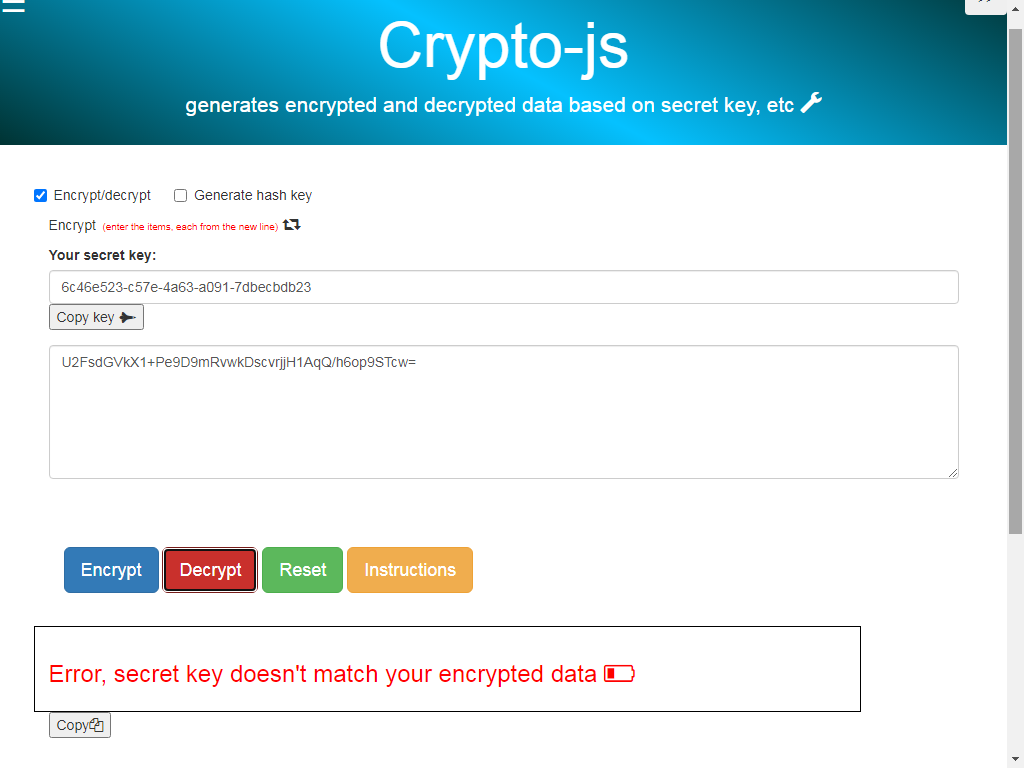 Crypto-js
generates encrypted and decrypted data based on secret key, etc
Encrypt/decrypt Generate hash key
Encrypt (enter the items, each from the new line)
Your secret key:
6c46e523-c57e-4a63-a091-7dbecbdb23
Copy key
U2FsdGVkX1+Pe9D9mRvwkDscvrjjH1AqQ/h6op9STcw=
Encrypt Decrypt Reset Instructions
Error, secret key doesn't match your encrypted data
Copy